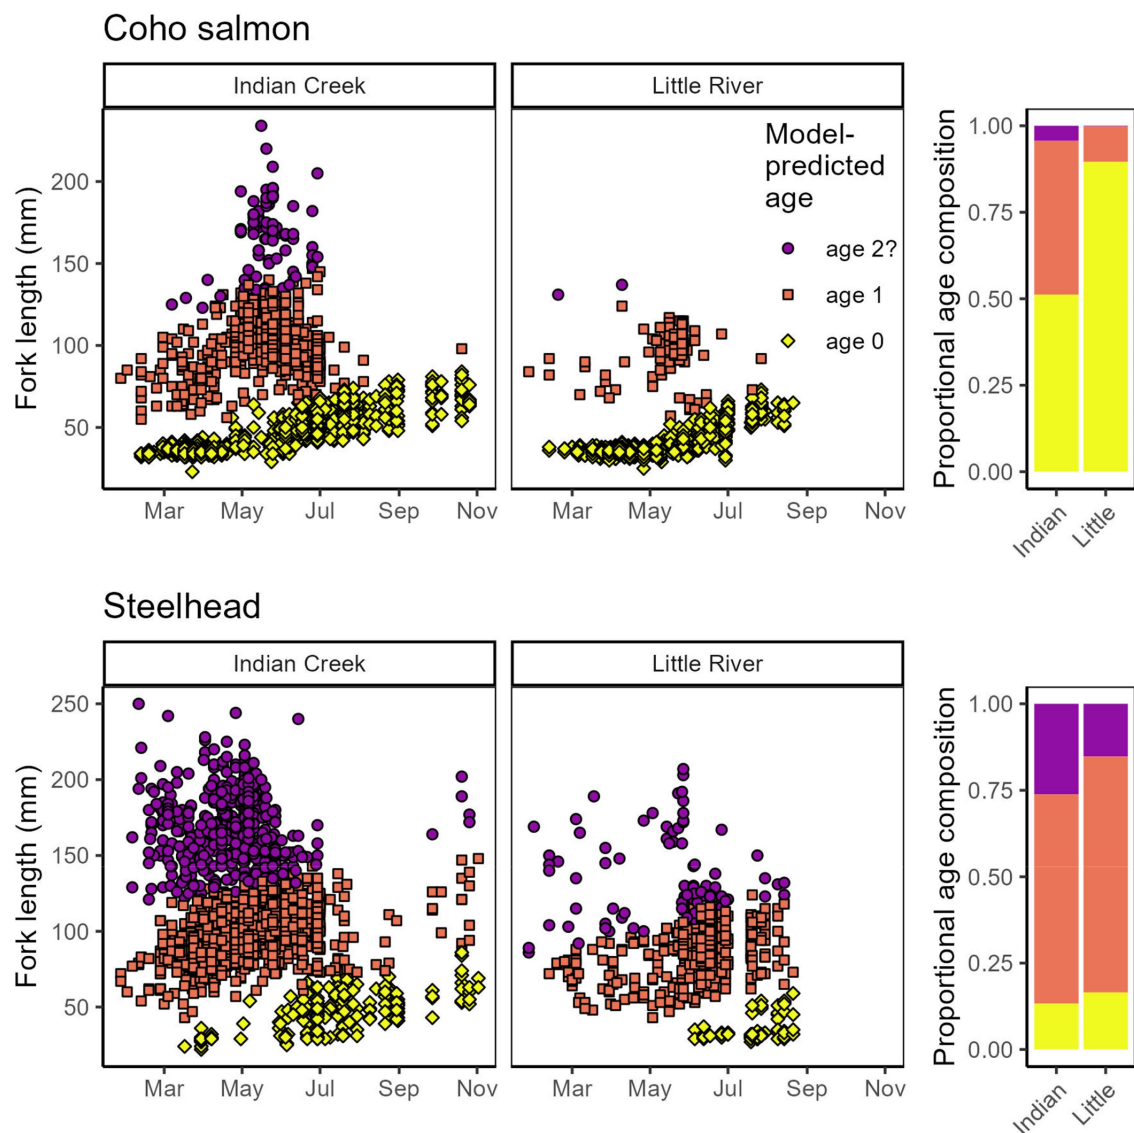 Coho salmon
Indian Creek
Little River
Fork length (mm)
200
150
100
50
Mar May Jul Sep Nov
Mar May Jul Sep Nov
Model-
predicted
age
age 2?
age 1
age 0
Proportional age composition
1.00
0.75
0.50
0.25
0.00
Indian
Little
Steelhead
Indian Creek
Little River
Fork length (mm)
250
200
150
100
50
Mar May Jul Sep Nov
Mar May Jul Sep Nov
Proportional age composition
1.00
0.75
0.50
0.25
0.00
Indian
Little